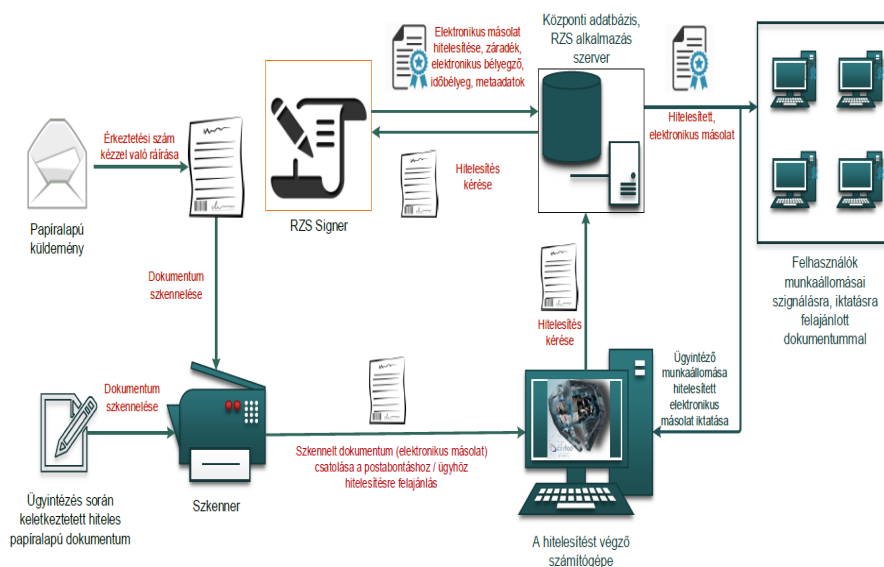 Elektronikus másolat
hitelesítése, záradék,
elektronikus bélyegző,
időbélyeg, metaadatok
Központi adatbázis,
RZS alkalmazás
szerver
Érkeztetési szám
kézzel való ráírása
Hitelesített,
elektronikus másolat
Hitelesítés
kérése
Papíralapú
küldemény
RZS Signer
Dokumentum
szkennelése
Felhasználók
munkaállomásai
szignálásra, iktatásra
felajánlott
dokumentummal
Hitelesítés
kérése
Ügyintéző
munkaállomása
hitelesített
elektronikus
másolat iktatása
Dokumentum
szkennelése
Szkennelt dokumentum (elektronikus másolat)
csatolása a postabontáshoz / ügyhöz
hitelesítésre felajánlás
Szkenner
Ügyintézés során
keletkeztetett hiteles
papíralapú dokumentum
A hitelesítést végző
számítógépe